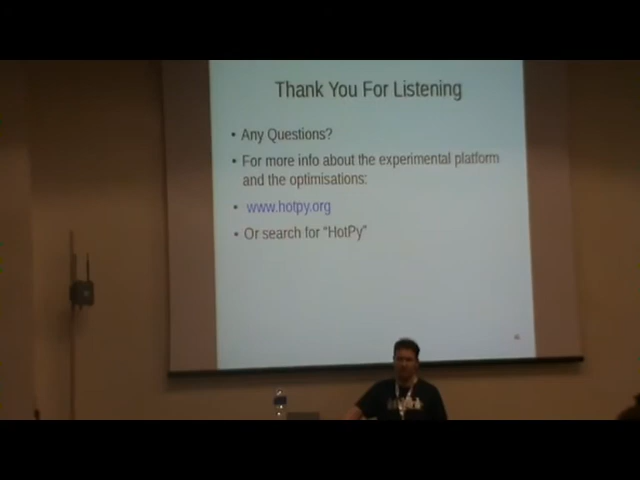 Thank You For Listening
• Any Questions?
• For more info about the experimental platform
and the optimisations:
• www.hotpy.org
• Or search for "HotPy"